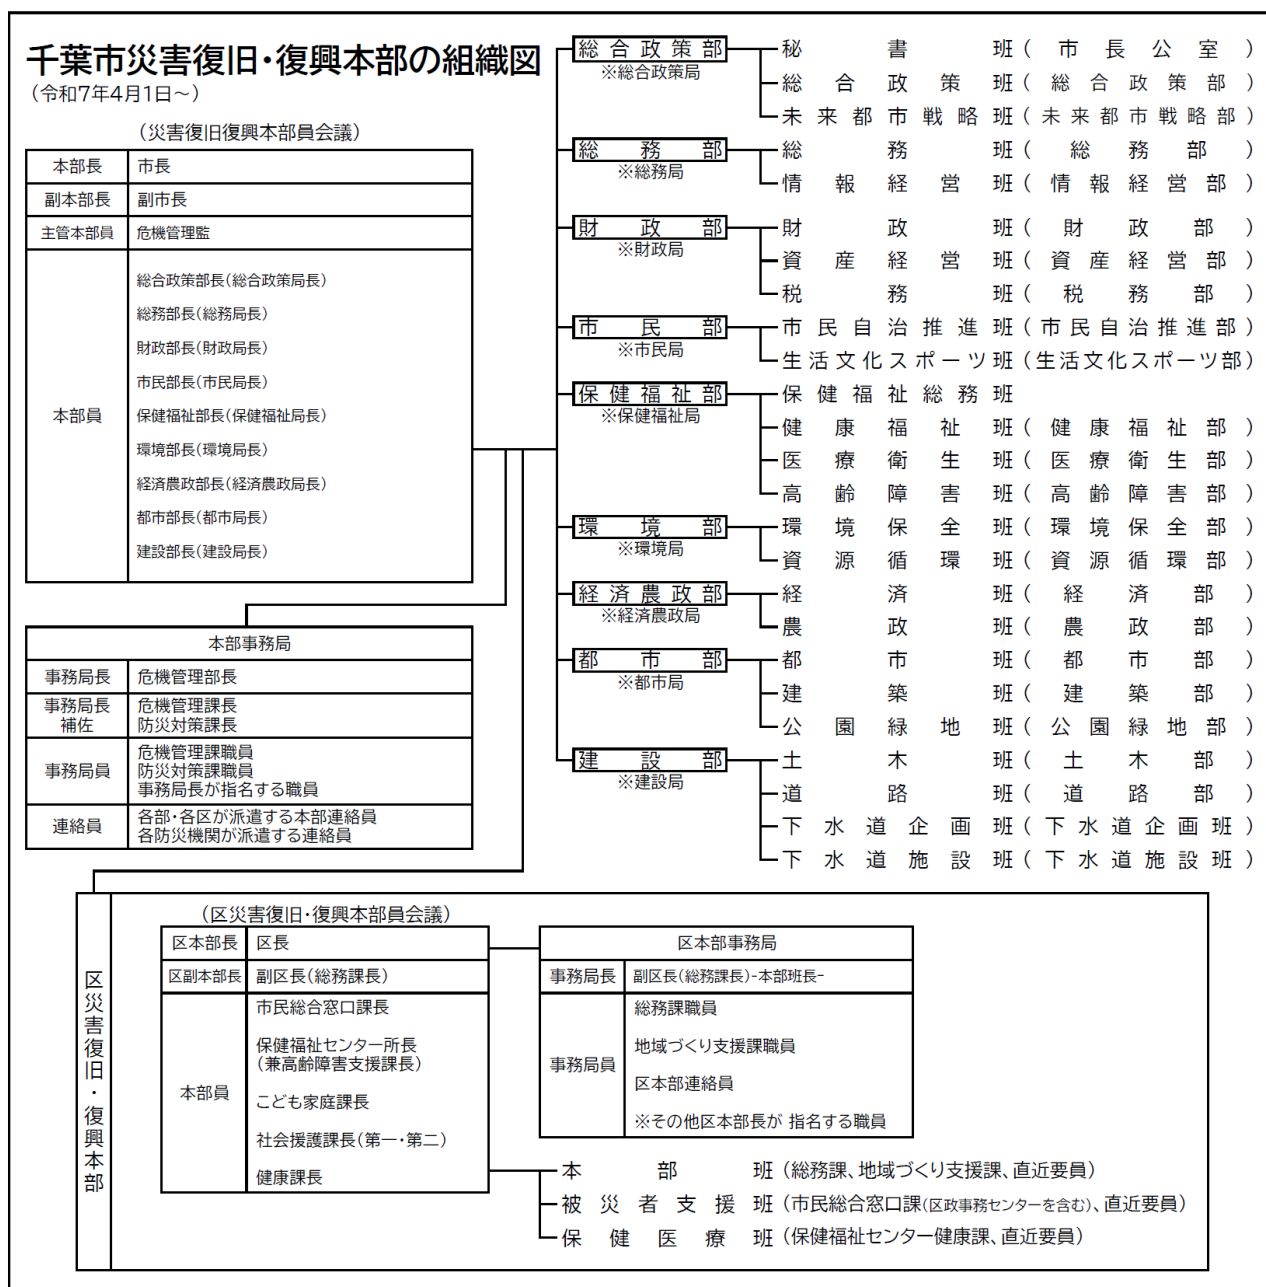 千葉市災害復旧・復興本部の組織図
（令和7年4月1日～）
（災害復旧復興本部員会議）
本部長 市長
副本部長 副市長
主管本部員 危機管理監
本部員
総合政策部長（総合政策局長）
総務部長（総務局長）
財政部長（財政局長）
市民部長（市民局長）
保健福祉部長（保健福祉局長）
環境部長（環境局長）
経済農政部長（経済農政局長）
都市部長（都市局長）
建設部長（建設局長）
本部事務局
事務局長 危機管理部長
事務局長補佐
危機管理課長
防災対策課長
事務局員
危機管理課職員
防災対策課職員
事務局長が指名する職員
連絡員
各部・各区が派遣する本部連絡員
各防災機関が派遣する連絡員
総合政策部
※総合政策局
秘書班（市長公室）
総合政策班（総合政策部）
未来都市戦略班（未来都市戦略部）
総務部
※総務局
総務班（総務部）
情報経営班（情報経営部）
財政部
※財政局
財政班（財政部）
資産経営班（資産経営部）
税務班（税務部）
市民部
※市民局
市民自治推進班（市民自治推進部）
生活文化スポーツ班（生活文化スポーツ部）
保健福祉部
※保健福祉局
保健福祉総務班
健康福祉班（健康福祉部）
医療衛生班（医療衛生部）
高齢障害班（高齢障害部）
環境部
※環境局
環境保全班（環境保全部）
資源循環班（資源循環部）
経済農政部
※経済農政局
経済班（経済部）
農政班（農政部）
都市部
※都市局
都市班（都市部）
建築班（建築部）
公園緑地班（公園緑地部）
建設部
※建設局
土木班（土木部）
道路班（道路部）
下水道企画班（下水道企画班）
下水道施設班（下水道施設班）
区災害復旧・復興本部
（区災害復旧・復興本部員会議）
区本部長 区長
区副本部長 副区長（総務課長）
本部員
市民総合窓口課長
保健福祉センター所長
（兼高齢障害支援課長）
こども家庭課長
社会援護課長（第一・第二）
健康課長
区本部事務局
事務局長 副区長（総務課長）-本部班長-
事務局員
総務課職員
地域づくり支援課職員
区本部連絡員
※その他区本部長が 指名する職員
本部班（総務課、地域づくり支援課、直近要員）
被災者支援班（市民総合窓口課（区政事務センターを含む）、直近要員）
保健医療班（保健福祉センター健康課、直近要員）